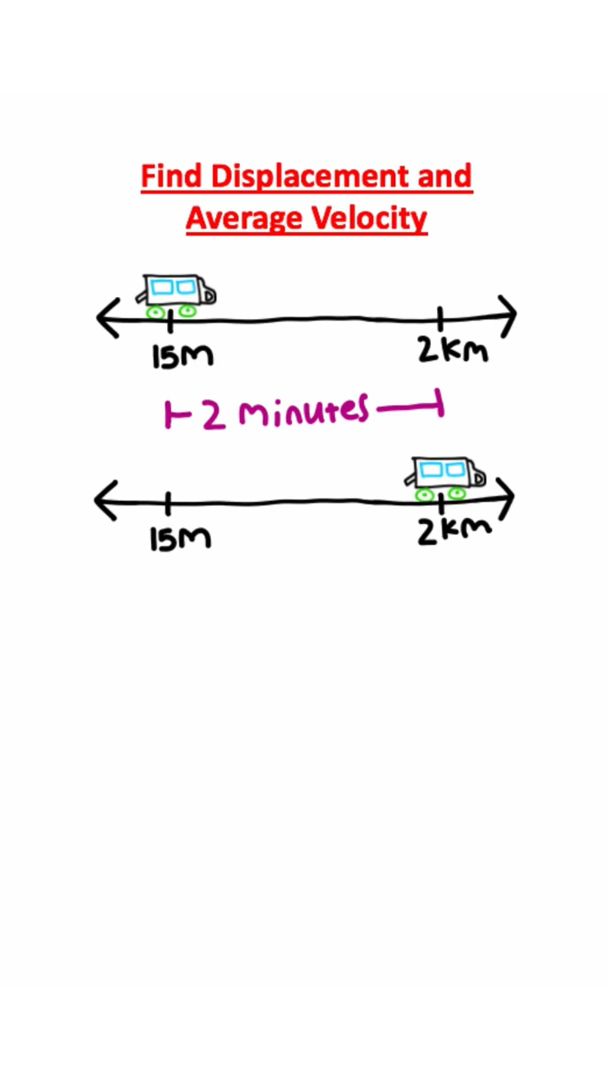 Find Displacement and
Average Velocity
15m 2km
2 minutes
15m 2km